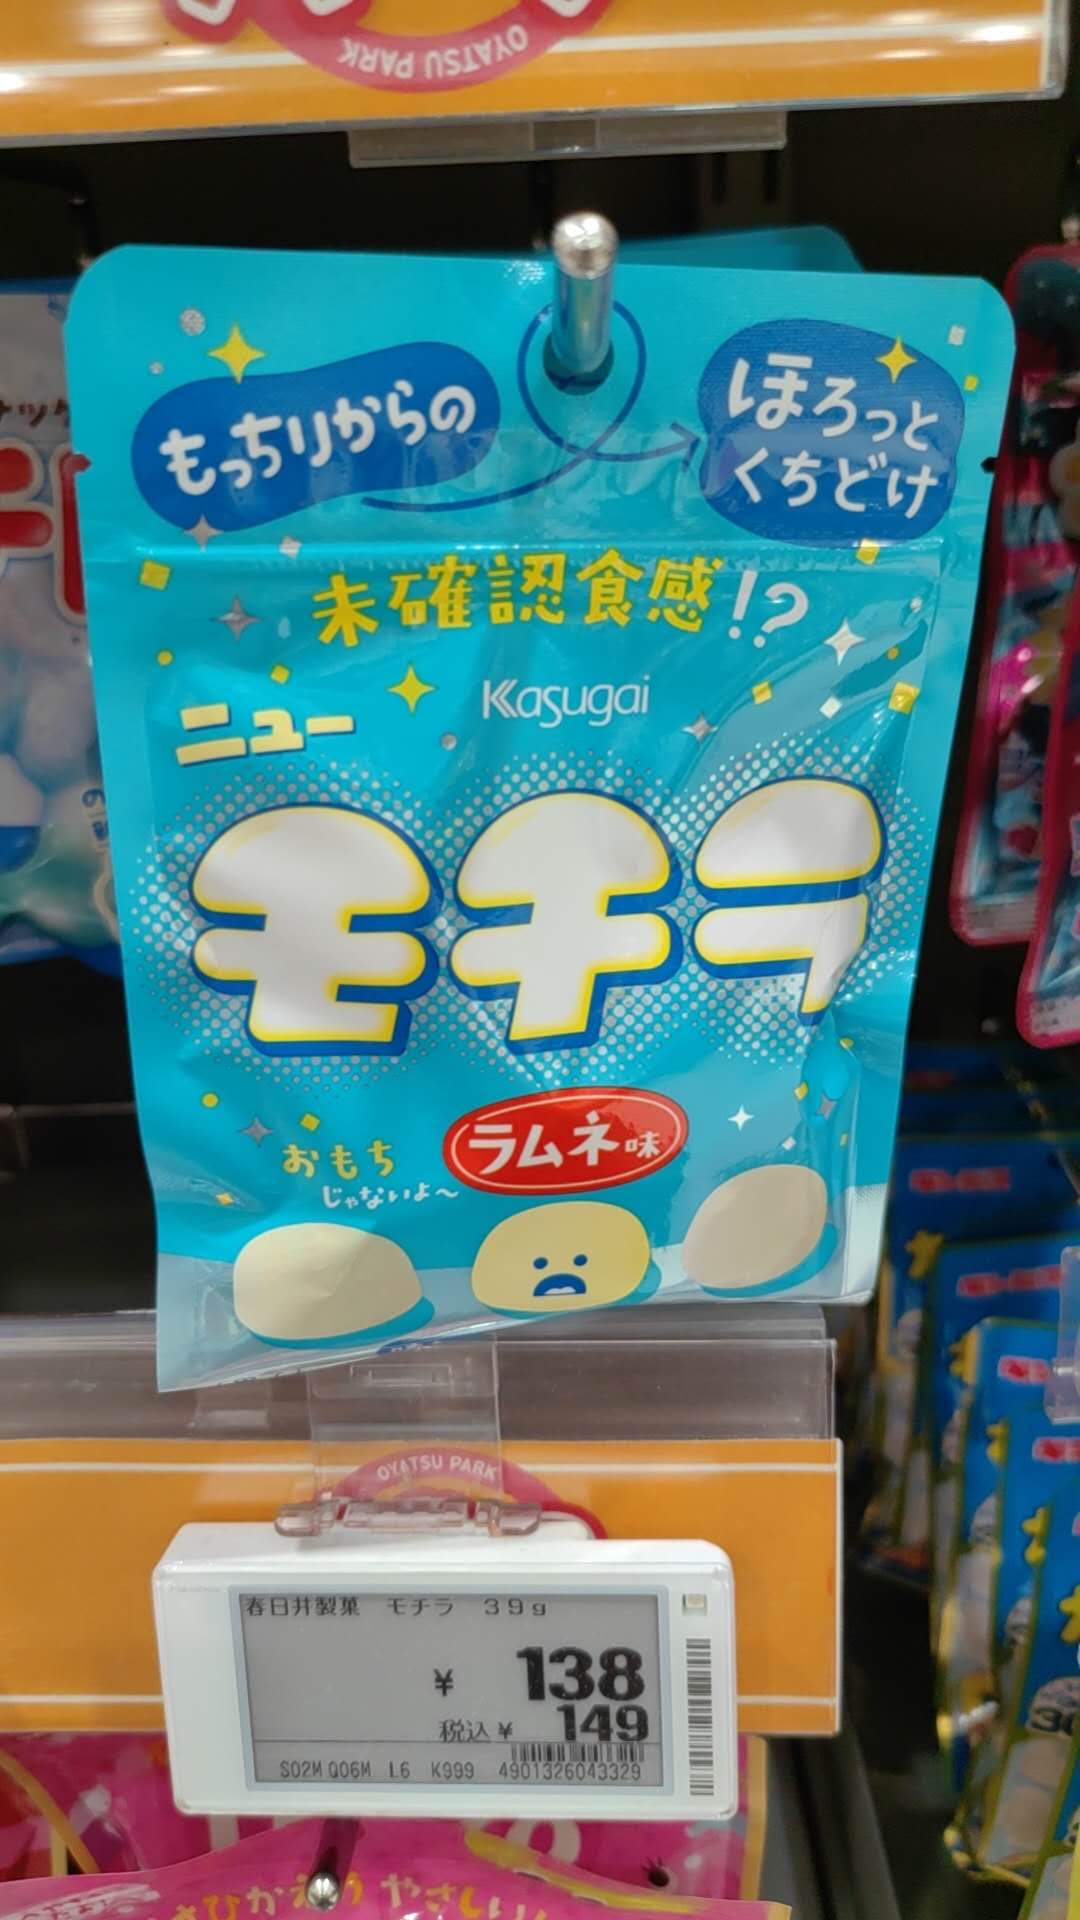 OYATSU PARK
もっちりからの
ほろっと
くちどけ
未確認食感!?
Kasugai
ニュー
モチラ
ラムネ味
おもち
じゃないよ～
OYATSU PARK
春日井製菓 モチラ 39g
¥ 138
税込¥ 149
S02M Q06M L6 K999 4901326043329